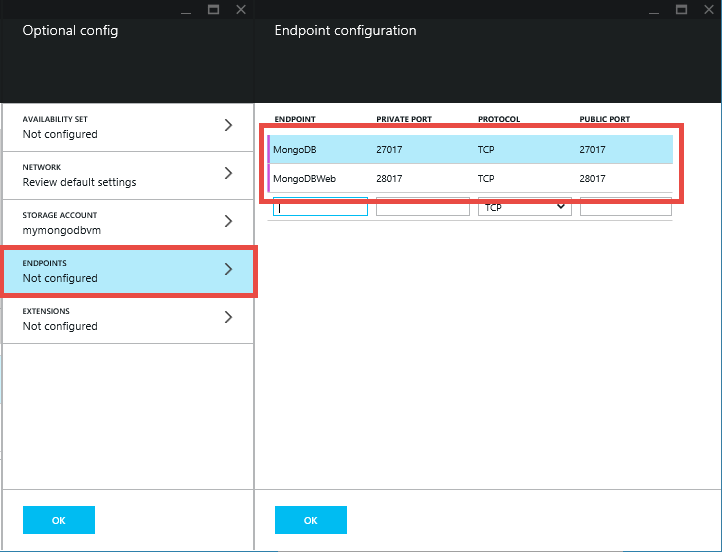 Optional config
AVAILABILITY SET
Not configured
NETWORK
Review default settings
STORAGE ACCOUNT
mymongodbvm
ENDPOINTS
Not configured
EXTENSIONS
Not configured
OK
Endpoint configuration
ENDPOINT PRIVATE PORT PROTOCOL PUBLIC PORT
MongoDB 27017 TCP 27017
MongoDBWeb 28017 TCP 28017
TCP
OK